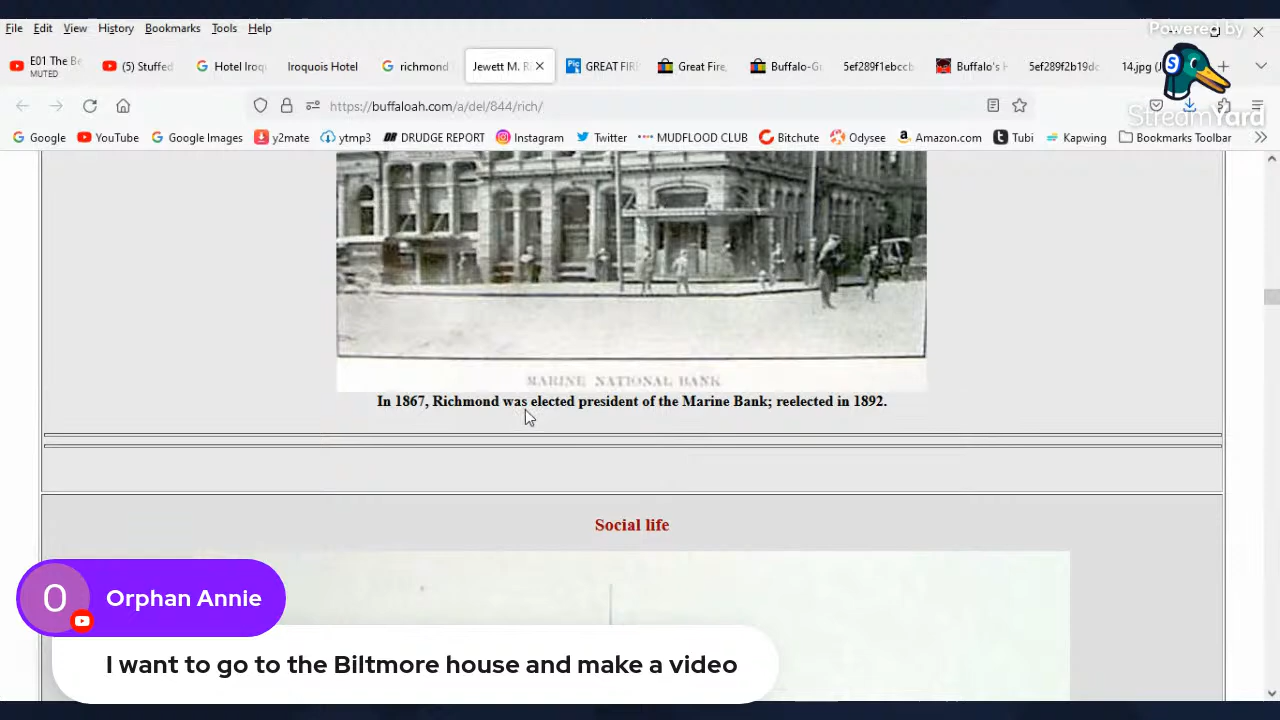 File Edit View History Bookmarks Tools Help
Powered by
E01 The Be
MUTED
(5) Stuffed
Hotel Iroq
Iroquois Hotel
richmond
Jewett M. R
GREAT FIR
Great Fire,
Buffalo-Gu
5ef289f1ebccb
Buffalo's H
5ef289f2b19dc
14.jpg (J
https://buffaloah.com/a/del/844/rich/
StreamYard
Google YouTube Google Images y2mate ytmp3 DRUDGE REPORT Instagram Twitter MUDFLOOD CLUB Bitchute Odysee Amazon.com Tubi Kapwing Bookmarks Toolbar
MARINE NATIONAL BANK
In 1867, Richmond was elected president of the Marine Bank; reelected in 1892.
Social life
O
Orphan Annie
I want to go to the Biltmore house and make a video